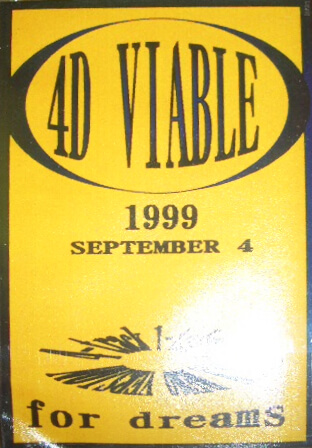 4D VIABLE
1999
SEPTEMBER 4
for dreams